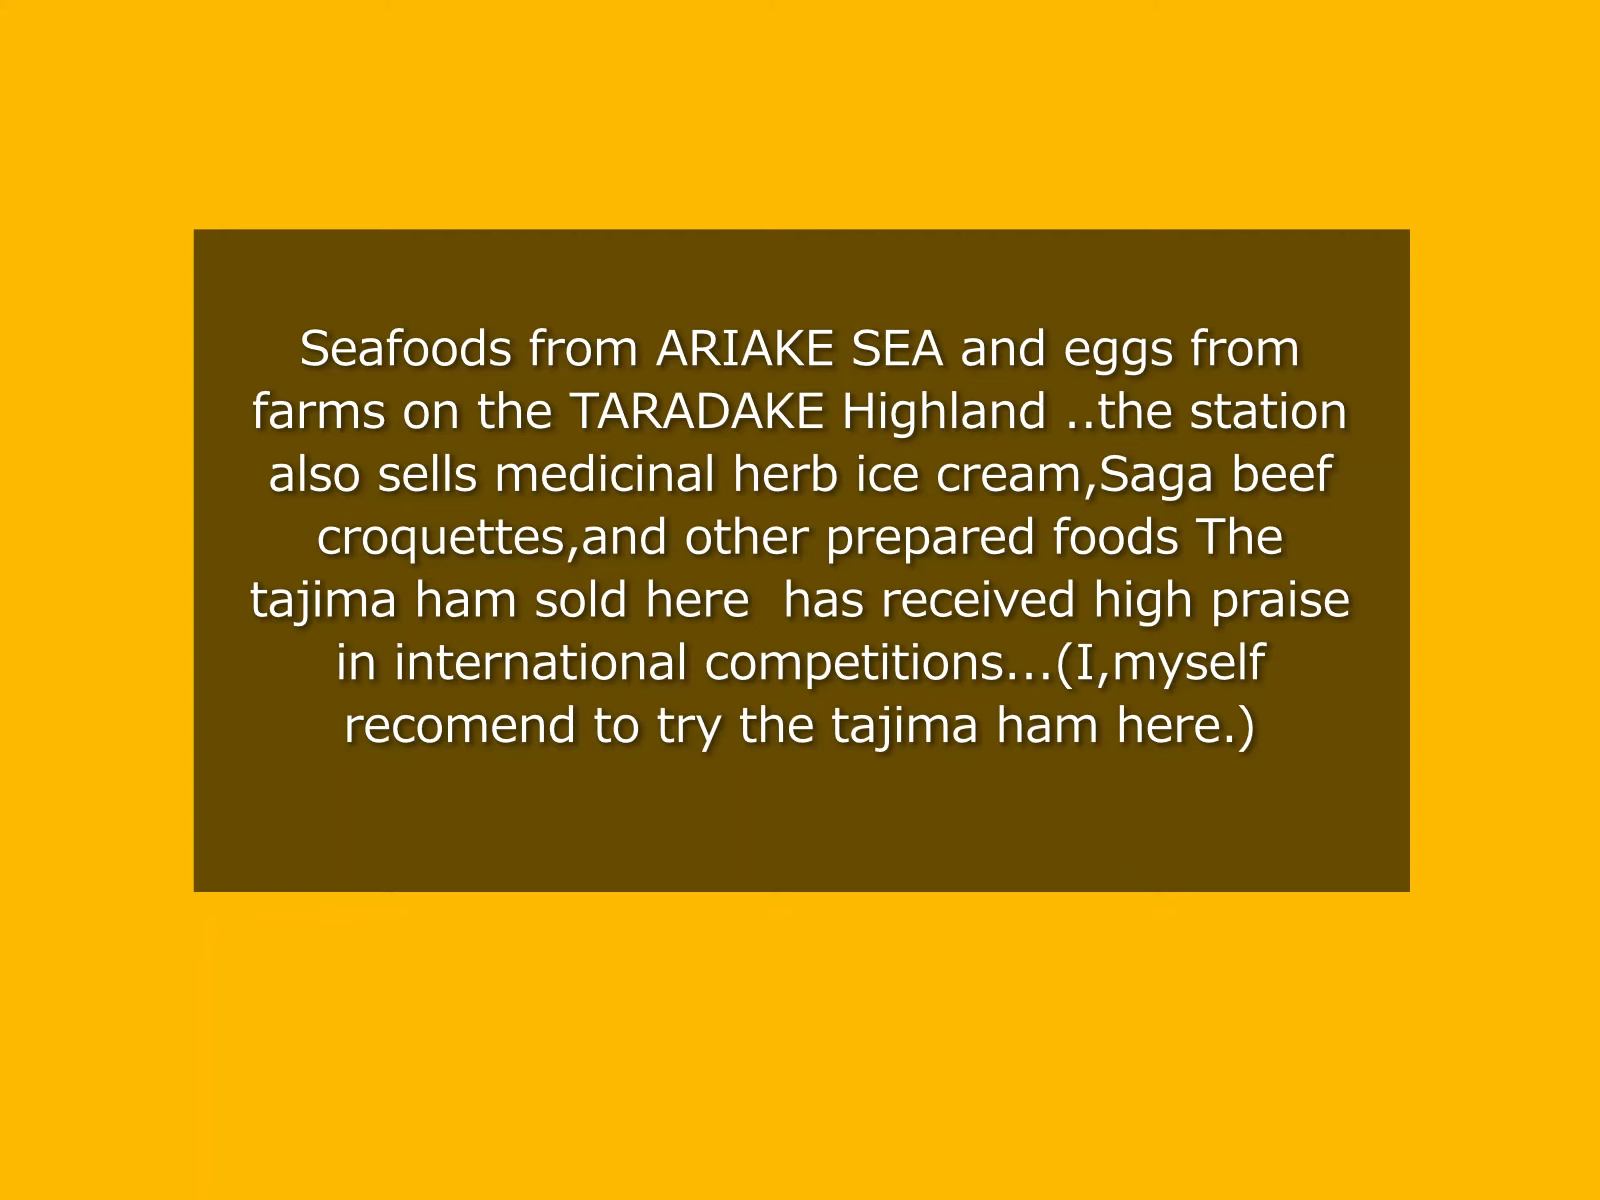 Seafoods from ARIAKE SEA and eggs from
farms on the TARADAKE Highland ..the station
also sells medicinal herb ice cream,Saga beef
croquettes,and other prepared foods The
tajima ham sold here  has received high praise
in international competitions...(I,myself
recomend to try the tajima ham here.)